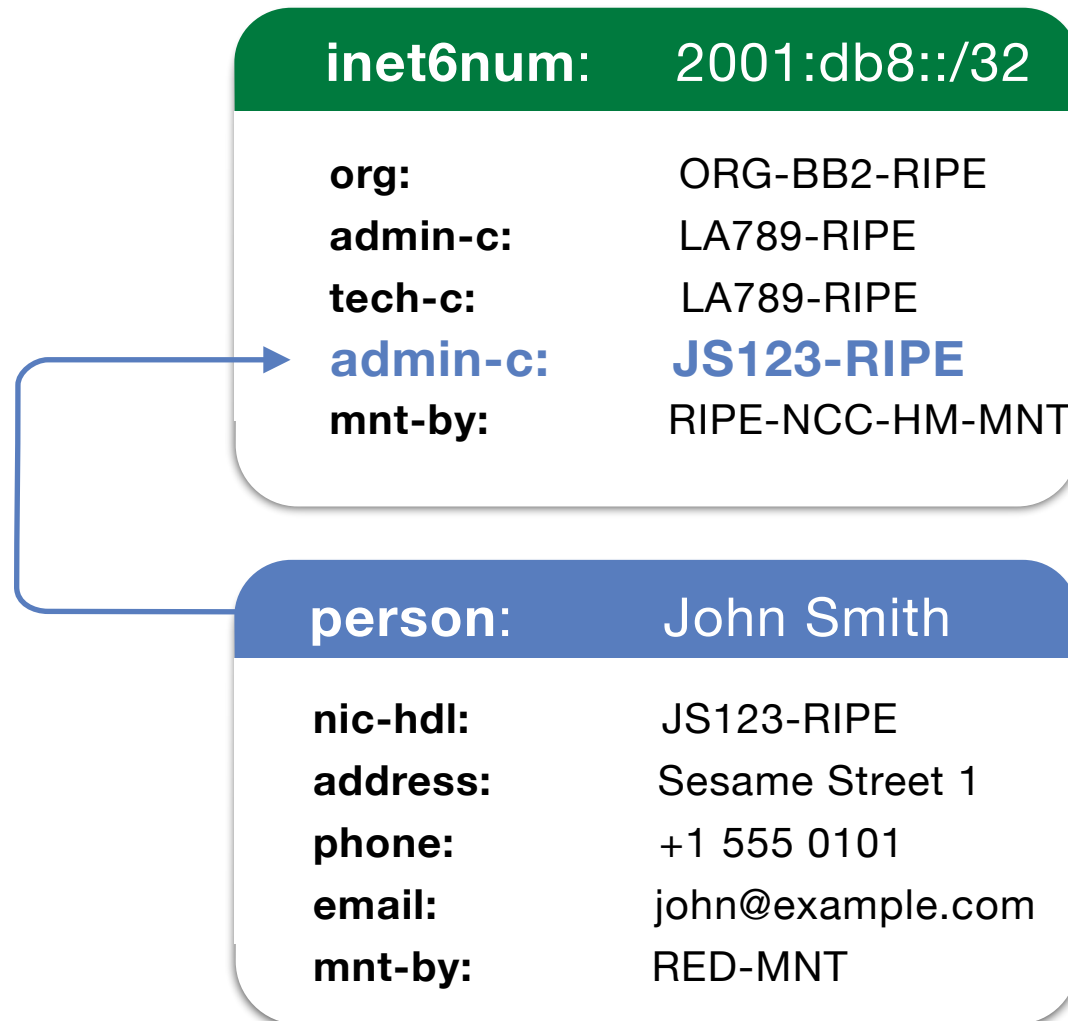 inet6num: 2001:db8::/32
org: ORG-BB2-RIPE
admin-c: LA789-RIPE
tech-c: LA789-RIPE
admin-c: JS123-RIPE
mnt-by: RIPE-NCC-HM-MNT
person: John Smith
nic-hdl: JS123-RIPE
address: Sesame Street 1
phone: +1 555 0101
email: john@example.com
mnt-by: RED-MNT